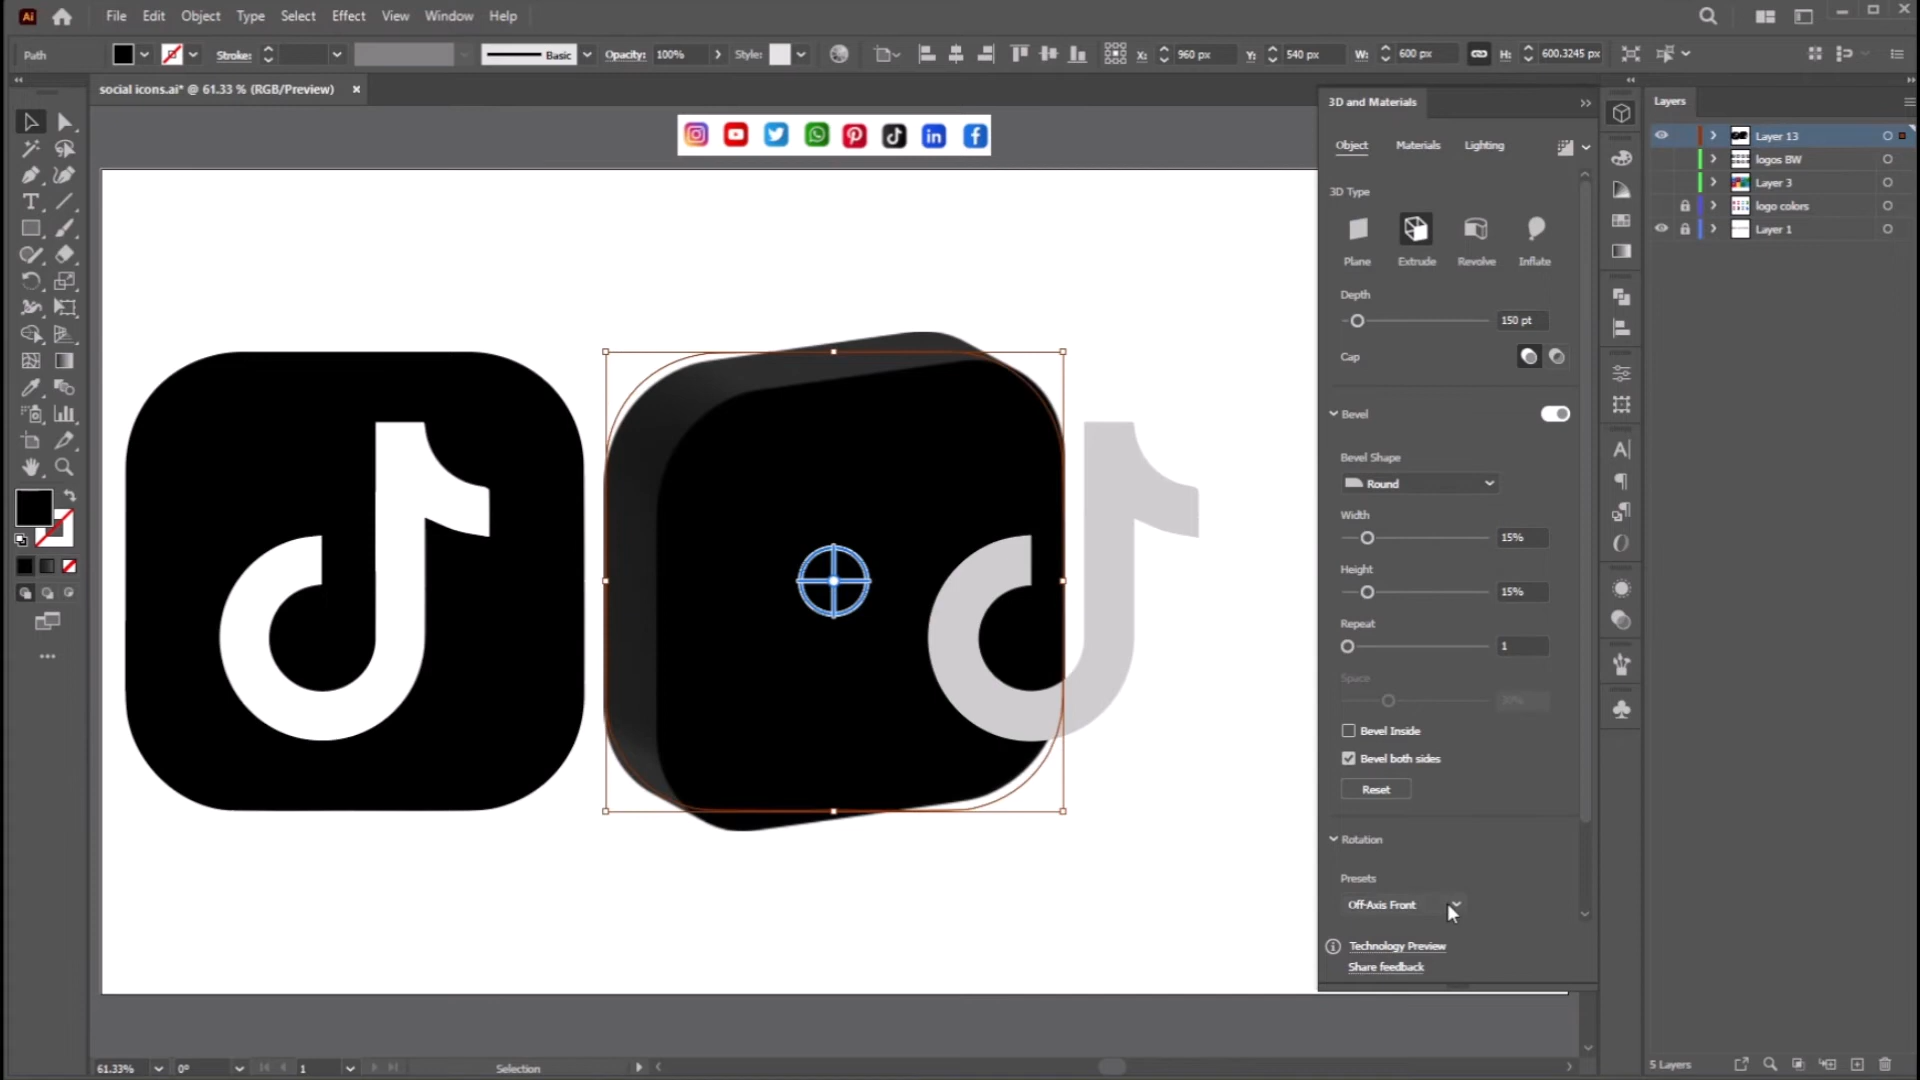 Ai File Edit Object Type Select Effect View Window Help
Path Stroke: Basic Opacity: 100% Style: X: 960 px Y: 540 px W: 600 px H: 600.3245 px
social icons.ai* @ 61.33 % (RGB/Preview) ×
3D and Materials
Layers
Object Materials Lighting
Layer 13
logos BW
Layer 3
logo colors
Layer 1
3D Type
Plane Extrude Revolve Inflate
Depth
150 pt
Cap
Bevel
Bevel Shape
Round
Width
15%
Height
15%
Repeat
1
Space
Bevel Inside
Bevel both sides
Reset
Rotation
Presets
Off-Axis Front
Technology Preview
Share feedback
61.33% 0° 1 Selection
5 Layers